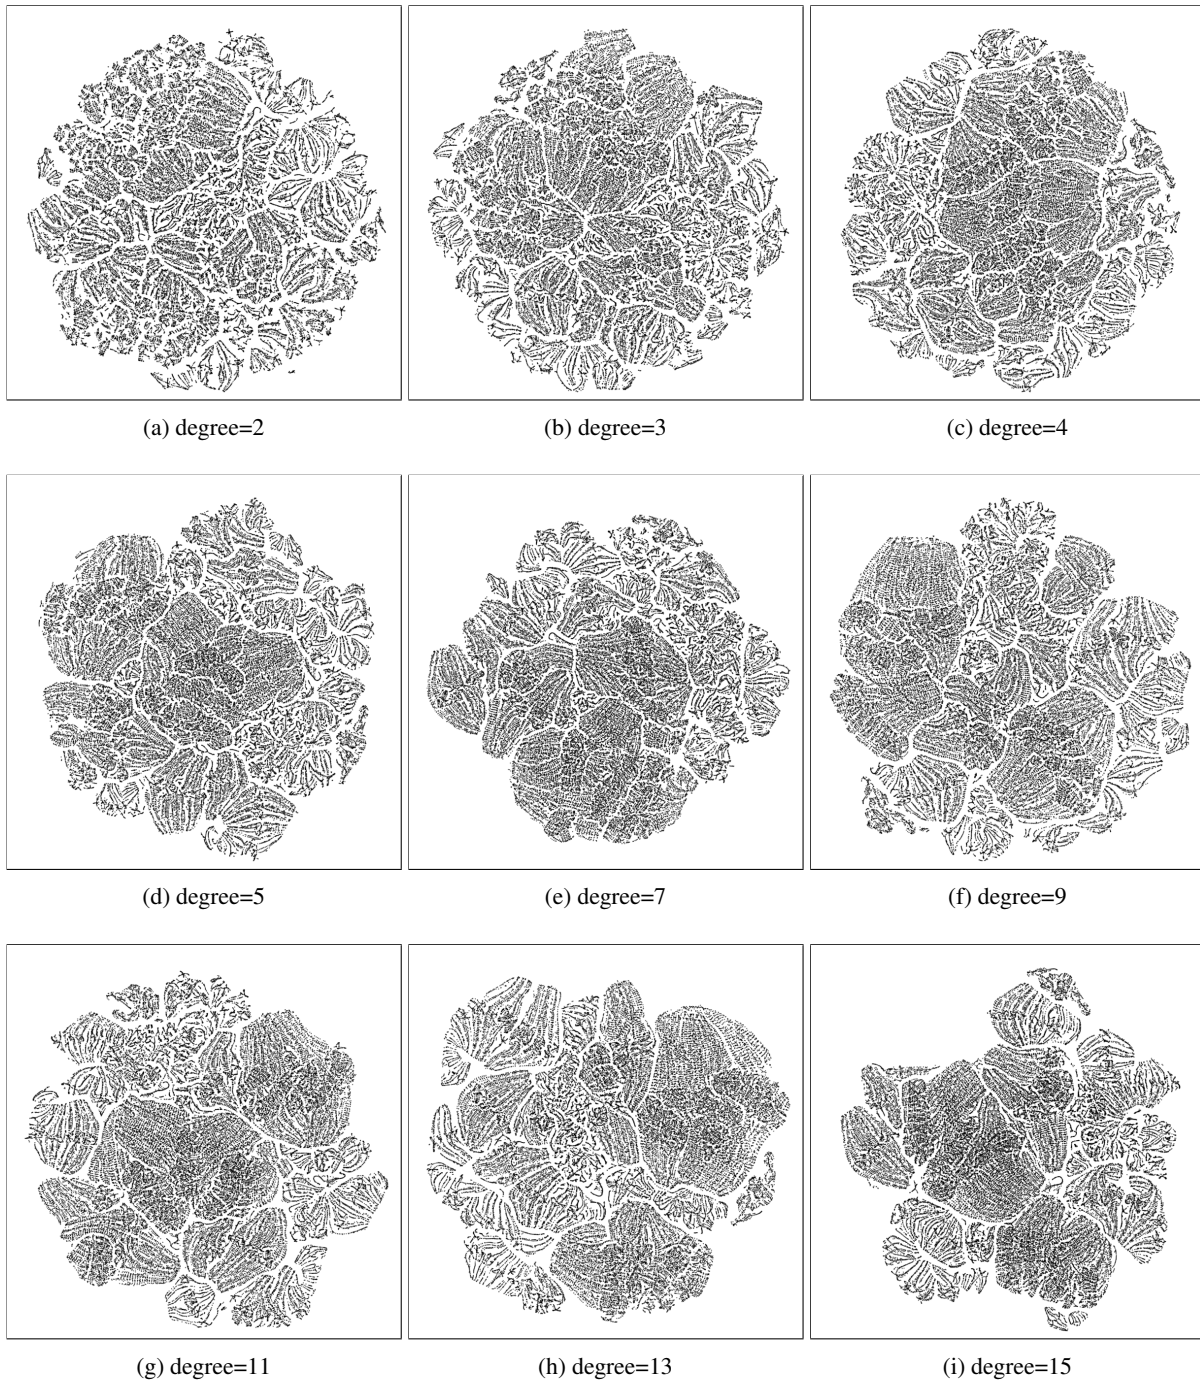 (a) degree=2
(b) degree=3
(c) degree=4
(d) degree=5
(e) degree=7
(f) degree=9
(g) degree=11
(h) degree=13
(i) degree=15